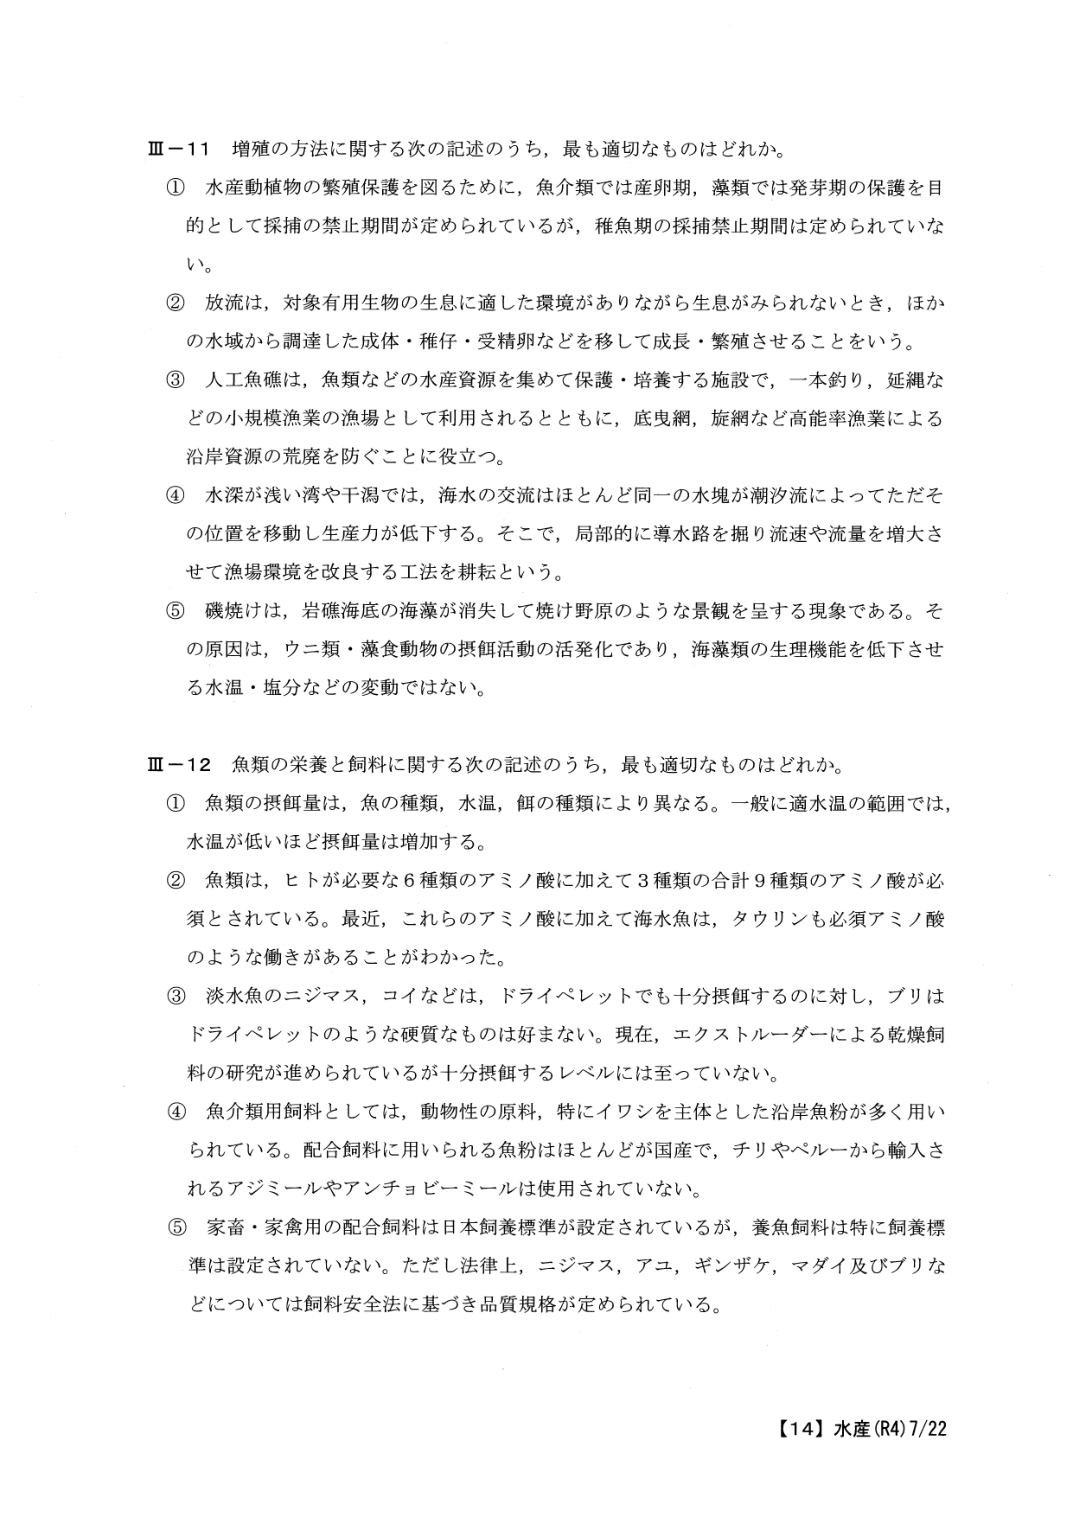 Ⅲ－11　増殖の方法に関する次の記述のうち，最も適切なものはどれか。
①　水産動植物の繁殖保護を図るために，魚介類では産卵期，藻類では発芽期の保護を目
的として採捕の禁止期間が定められているが，稚魚期の採捕禁止期間は定められていな
い。
②　放流は，対象有用生物の生息に適した環境がありながら生息がみられないとき，ほか
の水域から調達した成体・稚仔・受精卵などを移して成長・繁殖させることをいう。
③　人工魚礁は，魚類などの水産資源を集めて保護・培養する施設で，一本釣り，延縄な
どの小規模漁業の漁場として利用されるとともに，底曳網，旋網など高能率漁業による
沿岸資源の荒廃を防ぐことに役立つ。
④　水深が浅い湾や干潟では，海水の交流はほとんど同一の水塊が潮汐流によってただそ
の位置を移動し生産力が低下する。そこで，局部的に導水路を掘り流速や流量を増大さ
せて漁場環境を改良する工法を耕耘という。
⑤　磯焼けは，岩礁海底の海藻が消失して焼け野原のような景観を呈する現象である。そ
の原因は，ウニ類・藻食動物の摂餌活動の活発化であり，海藻類の生理機能を低下させ
る水温・塩分などの変動ではない。
Ⅲ－12　魚類の栄養と飼料に関する次の記述のうち，最も適切なものはどれか。
①　魚類の摂餌量は，魚の種類，水温，餌の種類により異なる。一般に適水温の範囲では，
水温が低いほど摂餌量は増加する。
②　魚類は，ヒトが必要な６種類のアミノ酸に加えて３種類の合計９種類のアミノ酸が必
須とされている。最近，これらのアミノ酸に加えて海水魚は，タウリンも必須アミノ酸
のような働きがあることがわかった。
③　淡水魚のニジマス，コイなどは，ドライペレットでも十分摂餌するのに対し，ブリは
ドライペレットのような硬質なものは好まない。現在，エクストルーダーによる乾燥飼
料の研究が進められているが十分摂餌するレベルには至っていない。
④　魚介類用飼料としては，動物性の原料，特にイワシを主体とした沿岸魚粉が多く用い
られている。配合飼料に用いられる魚粉はほとんどが国産で，チリやペルーから輸入さ
れるアジミールやアンチョビーミールは使用されていない。
⑤　家畜・家禽用の配合飼料は日本飼養標準が設定されているが，養魚飼料は特に飼養標
準は設定されていない。ただし法律上，ニジマス，アユ，ギンザケ，マダイ及びブリな
どについては飼料安全法に基づき品質規格が定められている。
【14】水産(R4)7/22